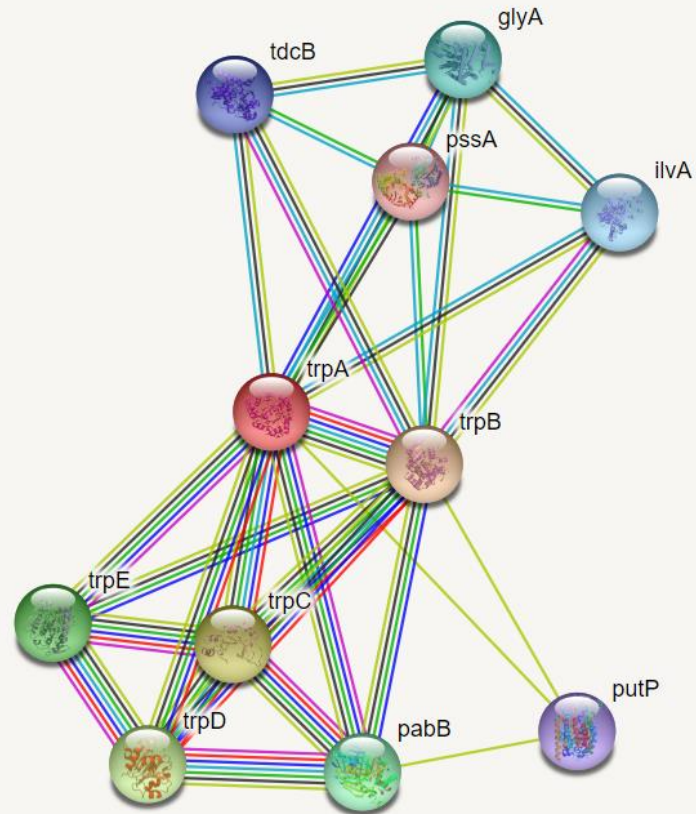 glyA
tdcB
pssA
ilvA
trpA
trpB
trpE
trpC
putP
trpD
pabB